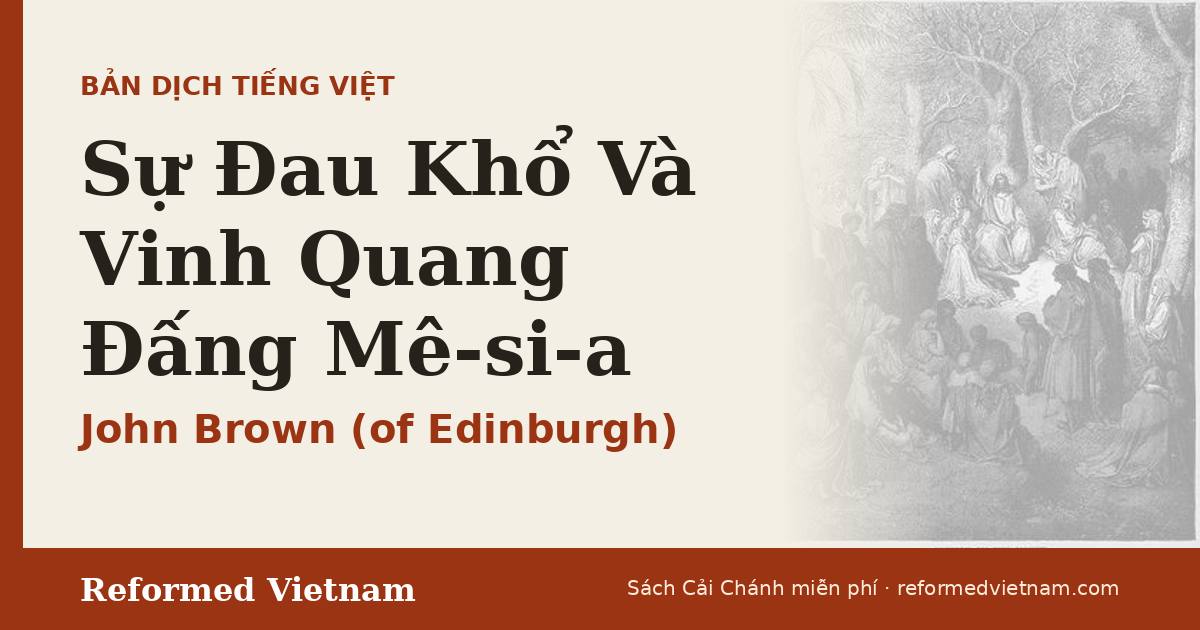 BẢN DỊCH TIẾNG VIỆT
Sự Đau Khổ Và
Vinh Quang
Đấng Mê-si-a
John Brown (of Edinburgh)
Reformed Vietnam
Sách Cải Chánh miễn phí · reformedvietnam.com